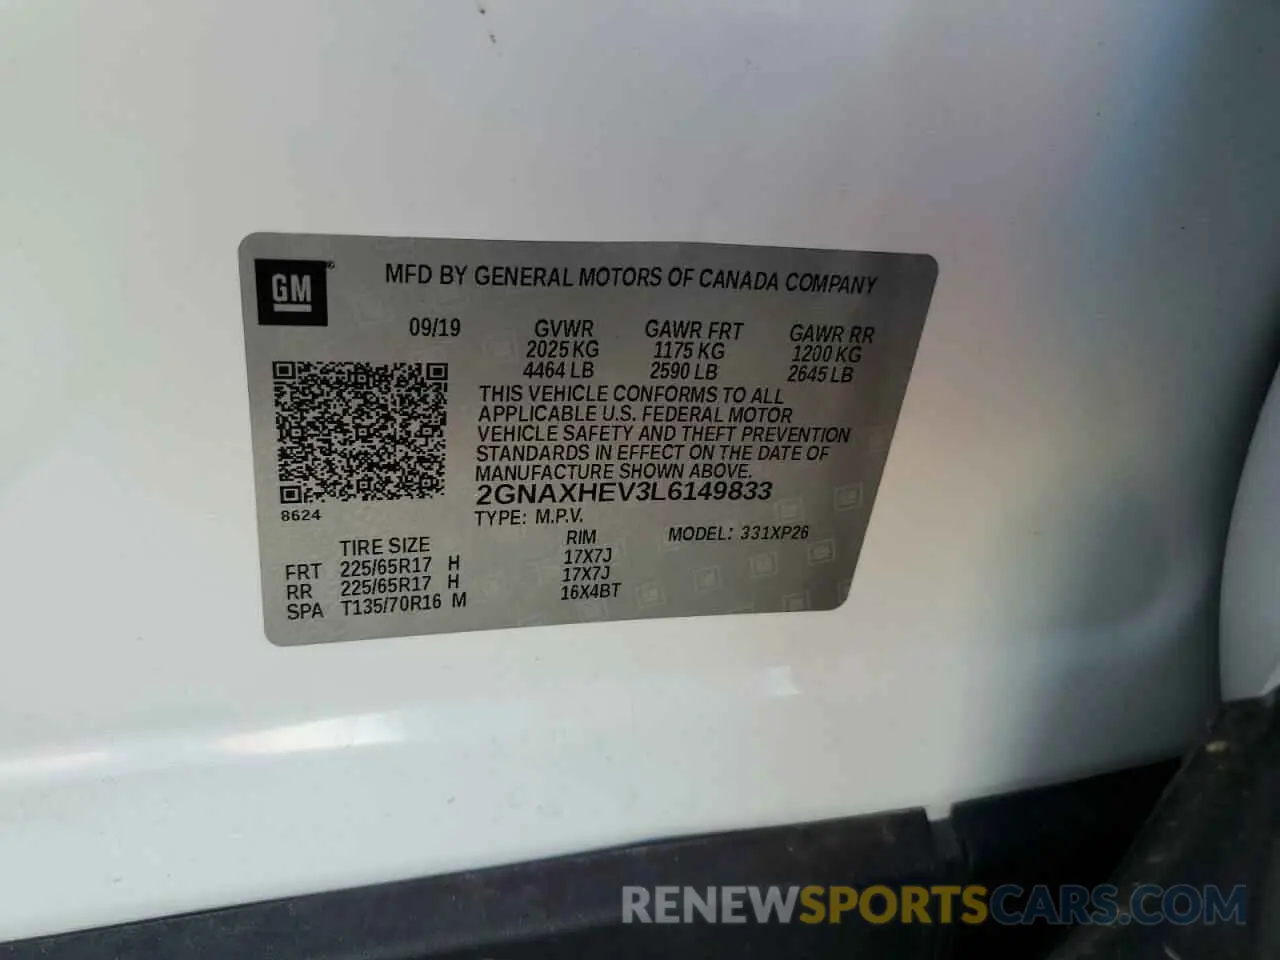 GM®
MFD BY GENERAL MOTORS OF CANADA COMPANY
09/19 GVWR GAWR FRT GAWR RR
2025 KG 1175 KG 1200 KG
4464 LB 2590 LB 2645 LB
THIS VEHICLE CONFORMS TO ALL
APPLICABLE U.S. FEDERAL MOTOR
VEHICLE SAFETY AND THEFT PREVENTION
STANDARDS IN EFFECT ON THE DATE OF
MANUFACTURE SHOWN ABOVE.
2GNAXHEV3L6149833
8624
TYPE: M.P.V.
MODEL: 331XP26
TIRE SIZE RIM
FRT 225/65R17 H 17X7J
RR 225/65R17 H 17X7J
SPA T135/70R16 M 16X4BT
RENEWSPORTSCARS.COM